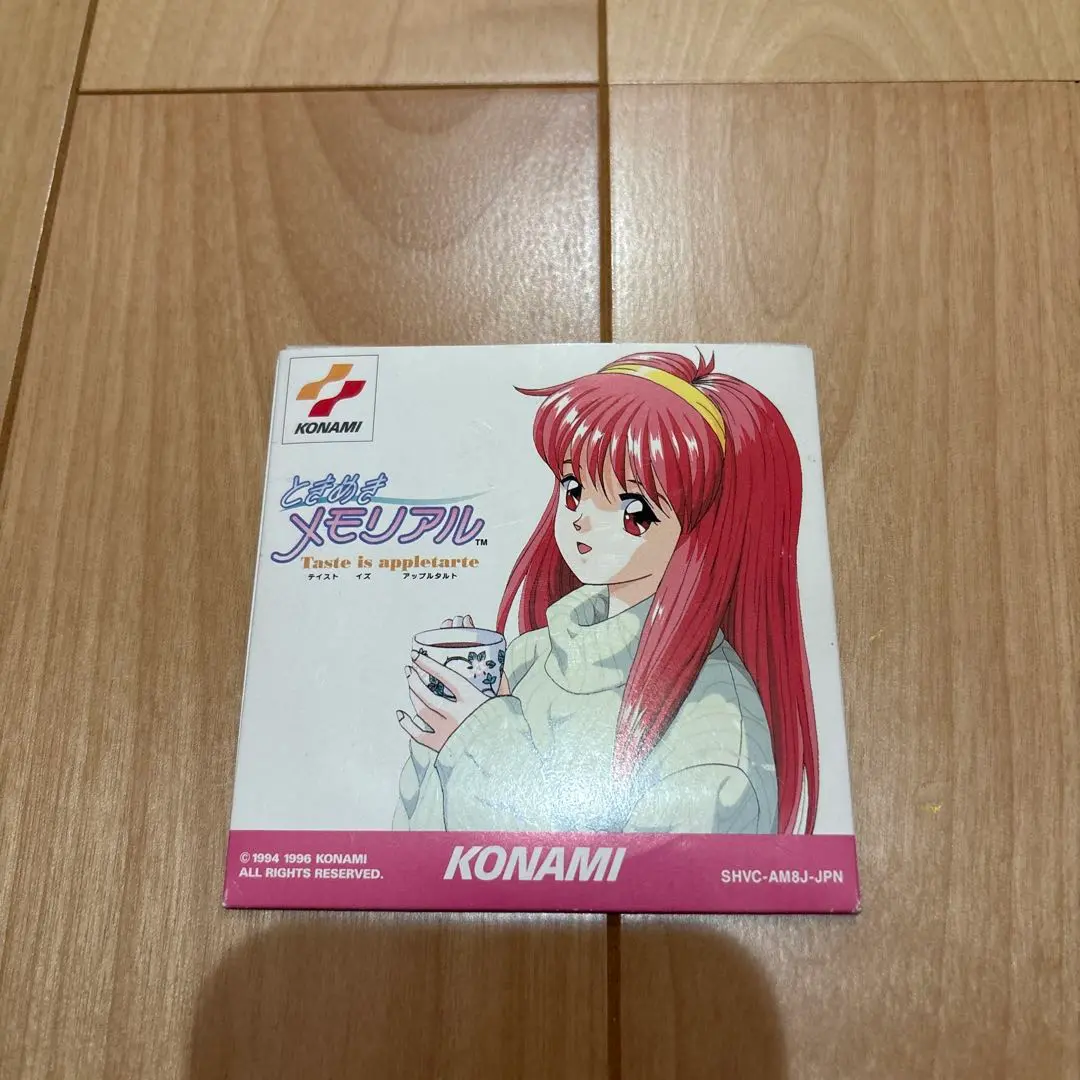 KONAMI
ときめき
メモリアル™
Taste is appletarte
テイスト イズ アップルタルト
©1994 1996 KONAMI
ALL RIGHTS RESERVED.
KONAMI
SHVC-AM8J-JPN